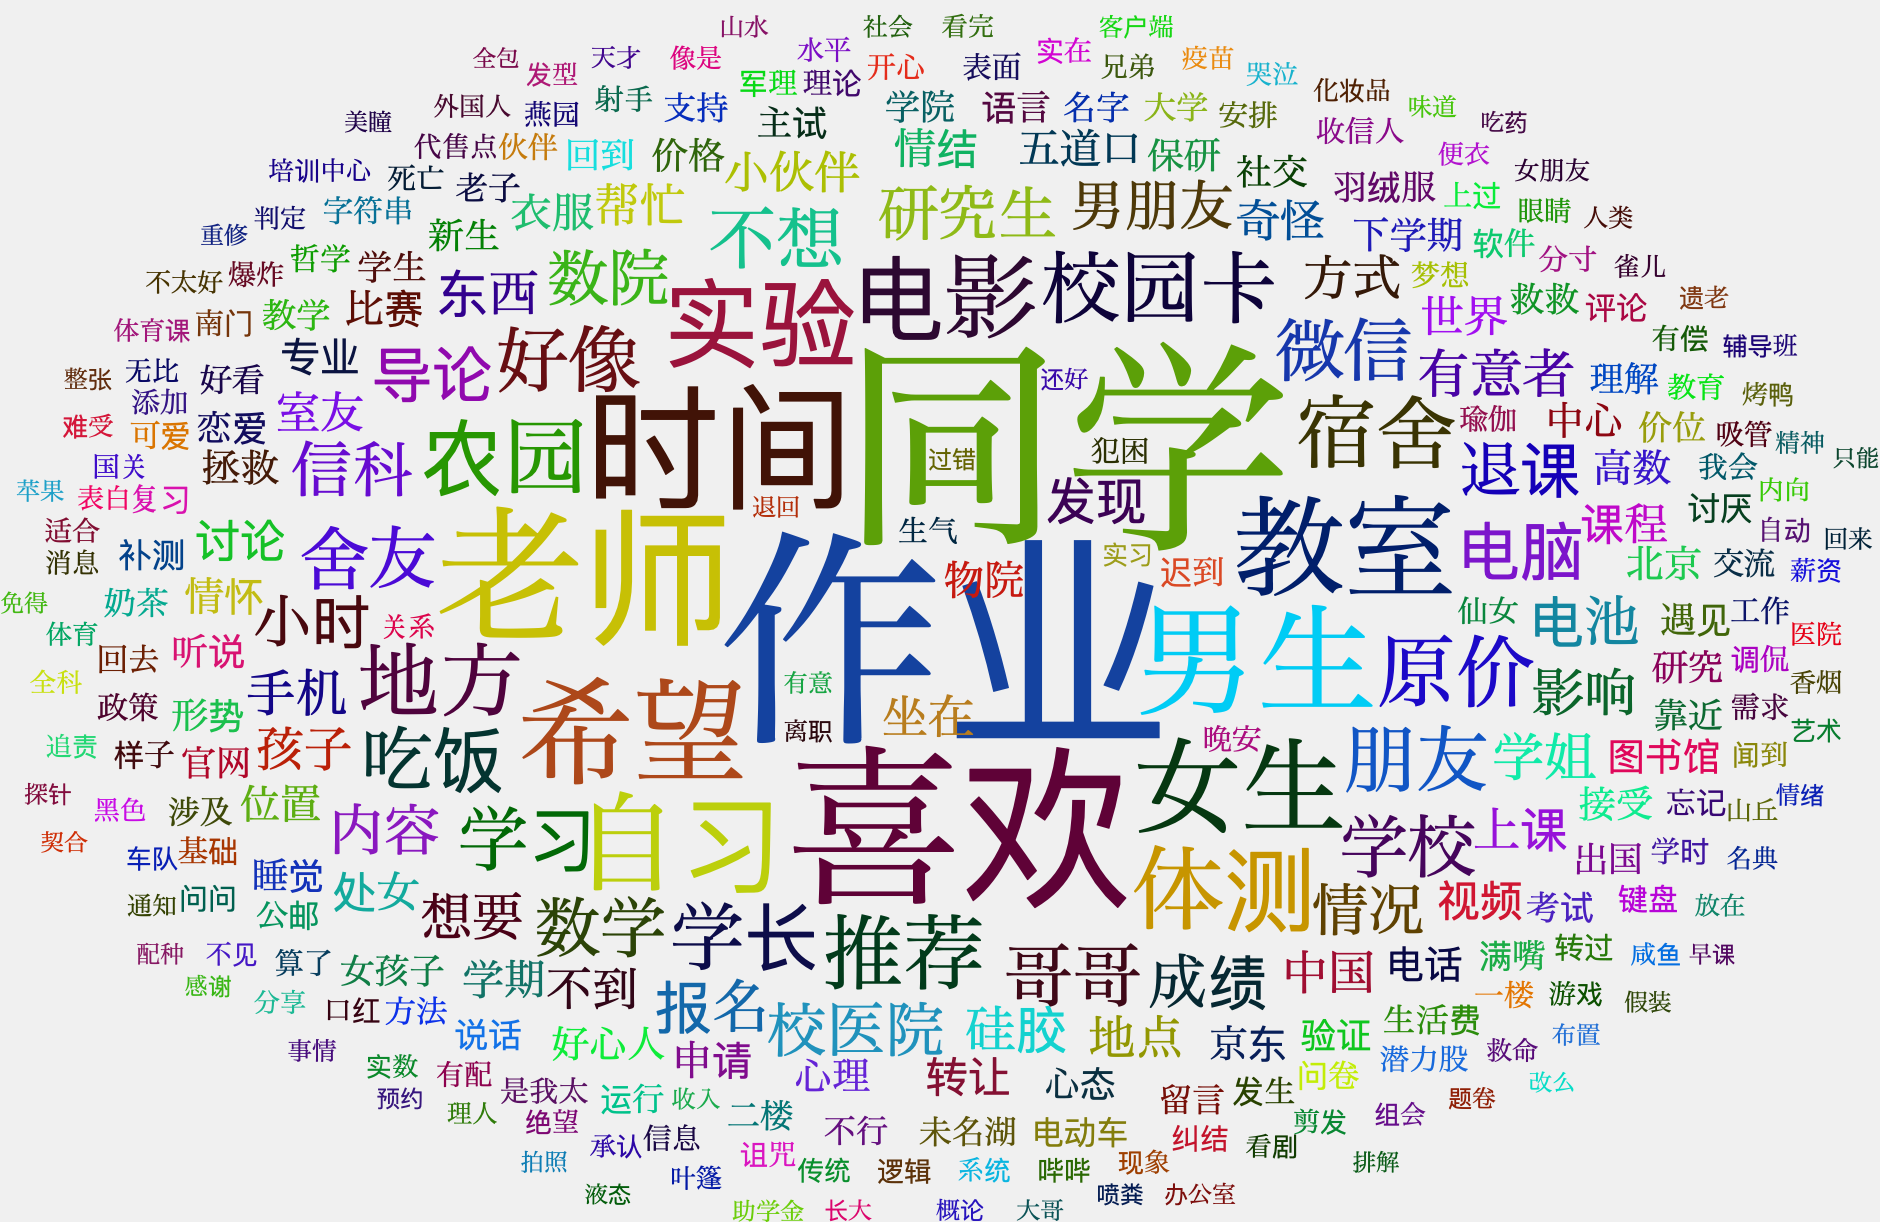 山水 社会 看完 客户端
全包 发型 天才 像是 水平 开心 表面 实在 兄弟 疫苗 哭泣
军理 理论 化妆品
美瞳 外国人 燕园 射手 支持 主试 学院 语言 名字 大学 安排 收信人 味道 吃药
代售点 伙伴 回到 价格 小伙伴 情结 五道口 保研 社交 便衣
培训中心 死亡 老子 羽绒服 上过 女朋友
重修 判定 字符串 新生 衣服 帮忙 不想 研究生 男朋友 奇怪 下学期 软件 眼睛 人类
不太好 爆炸 哲学 学生 东西 数院 实验 电影 校园卡 方式 梦想 分寸 雀儿
体育课 南门 教学 比赛 世界 救救 评论 遗老
整张 无比 好看 专业 导论 好像 微信 有意者 有偿 辅导班
难受 添加 恋爱 室友 时间 同学 还好 宿舍 理解 教育 烤鸭
可爱 瑜伽 中心 价位 吸管 精神 只能
国关 拯救 信科 农园 过错 犯困 退课 高数 我会
苹果 表白 复习 退回 发现 讨厌 内向
适合 讨论 舍友 老师 生气 教室 电脑 课程 自动 回来
消息 补测 作业 物院 实习 迟到 北京 交流 薪资
免得 奶茶 情怀 小时 关系 男生 仙女 电池 遇见 工作
体育 听说 地方 原价 医院
全科 回去 手机 希望 有意 坐在 影响 研究 调侃 香烟
政策 形势 离职 晚安 靠近 需求 艺术
追责 样子 官网 孩子 吃饭 喜欢 女生 朋友 学姐 图书馆 闻到
探针 黑色 涉及 位置 内容 学习 自习 学校 上课 接受 忘记 山丘 情绪
契合 车队 基础 体测 出国 学时 名典
通知 问问 睡觉 处女 想要 数学 学长 推荐 情况 视频 考试 键盘 放在
公邮
配种 不见 算了 女孩子 学期 不到 哥哥 成绩 中国 电话 满嘴 转过 咸鱼 早课
感谢 分享 口红 方法 报名 校医院 硅胶 地点 一楼 游戏 假装
事情 说话 好心人 申请 京东 验证 生活费 布置
实数 有配 是我太 心理 转让 心态 问卷 潜力股 救命 改么
预约 理人 绝望 运行 收入 二楼 不行 未名湖 电动车 留言 发生 剪发 组会 题卷
拍照 承认 信息 诅咒 纠结 看剧 排解
液态 叶篷 传统 逻辑 系统 哔哔 现象
助学金 长大 概论 大哥 喷粪 办公室